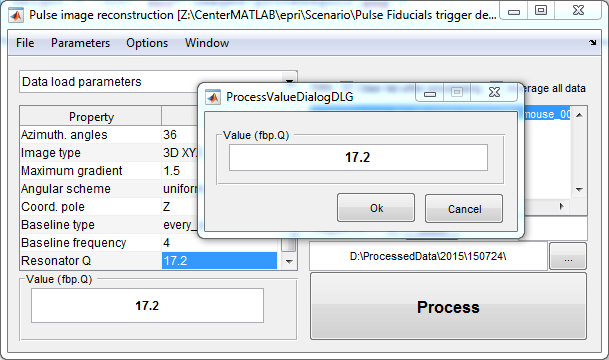 Pulse image reconstruction [Z:\CenterMATLAB\epri\Scenario\Pulse Fiducials trigger de...
File Parameters Options Window
Data load parameters
verage all data
ProcessValueDialogDLG
Property
Azimuth. angles 36
Image type 3D XY
Maximum gradient 1.5
Angular scheme uniform
Coord. pole Z
Baseline type every_
Baseline frequency 4
Resonator Q 17.2
mouse_00
Value (fbp.Q)
17.2
Ok Cancel
D:\ProcessedData\2015\150724\ ...
Value (fbp.Q)
17.2
Process